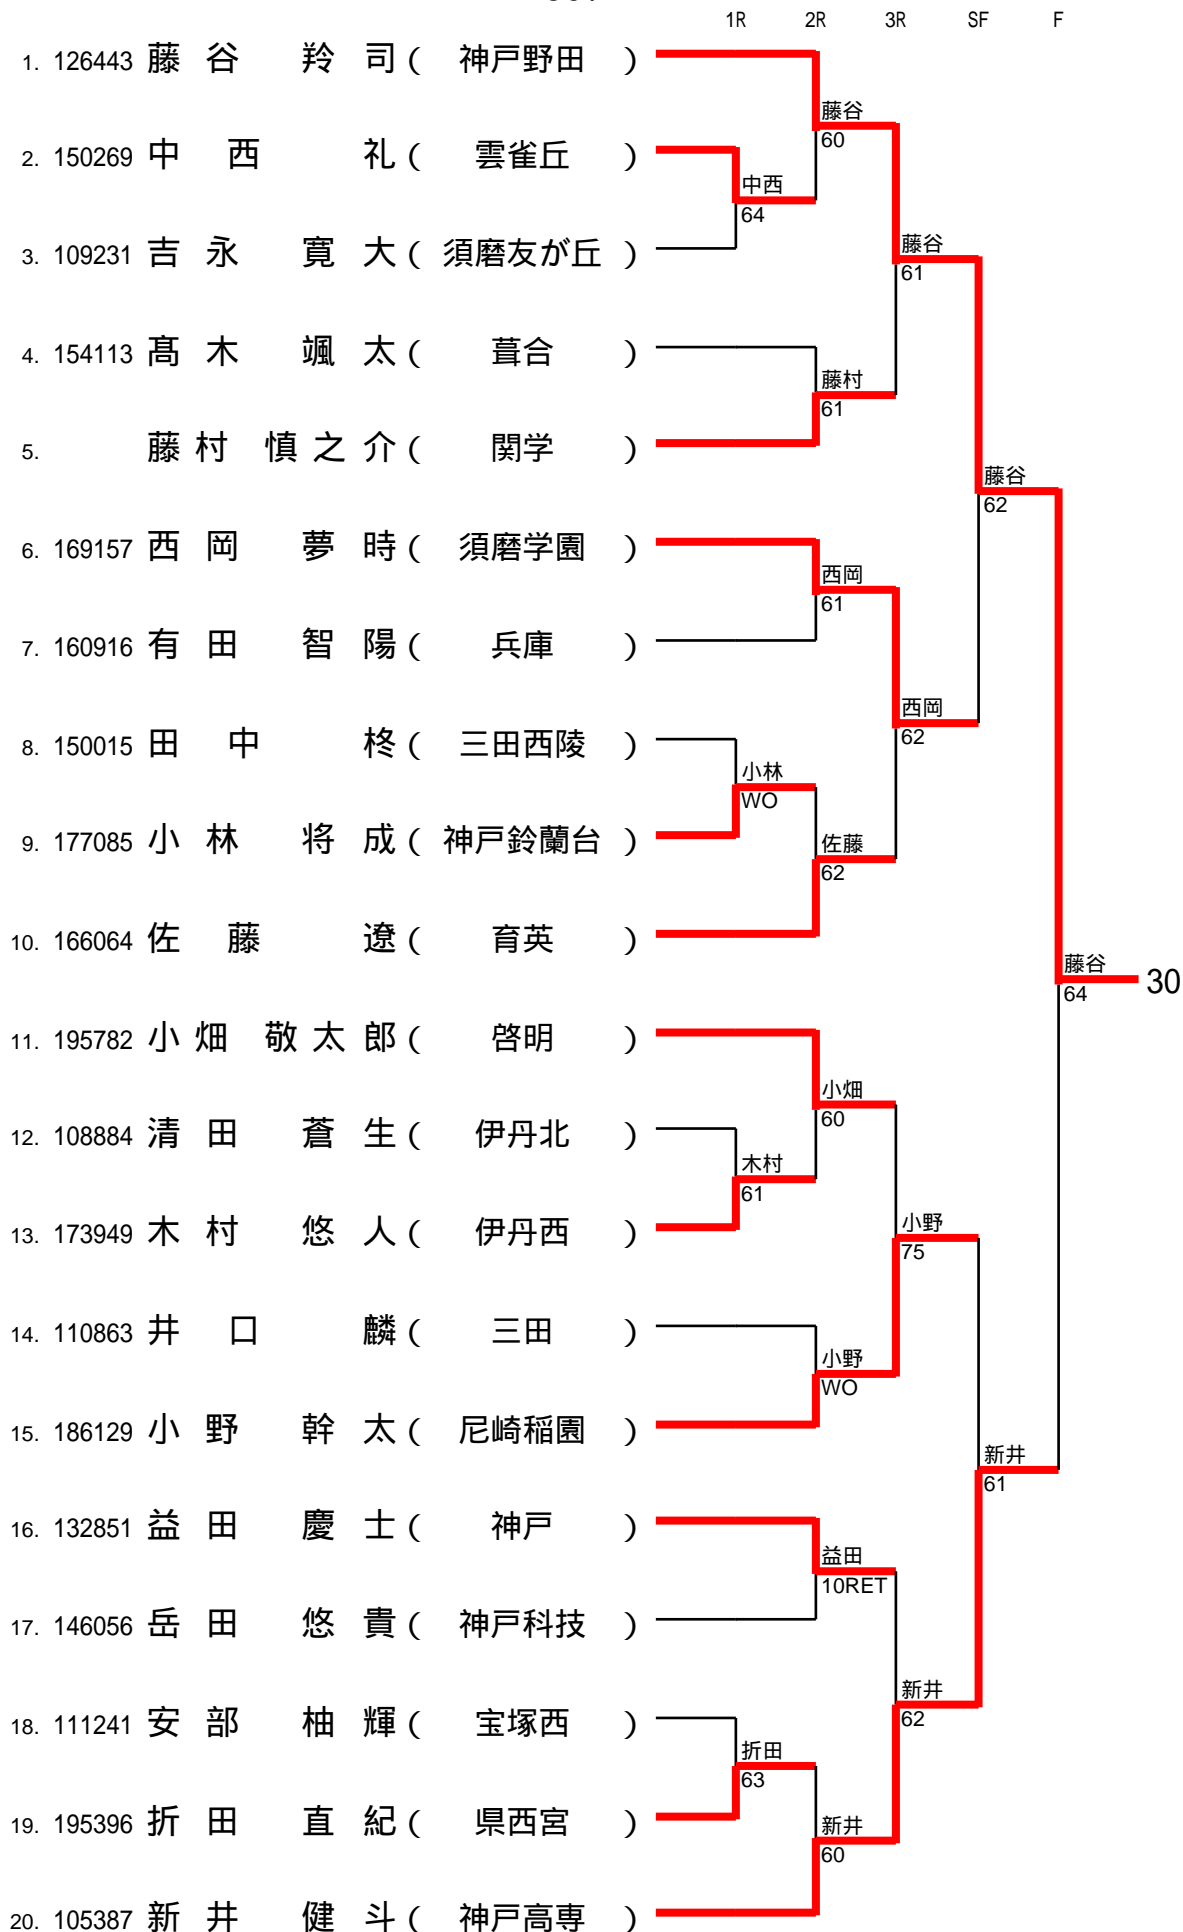 1R 2R 3R SF F
1. 126443 藤谷 羚司 ( 神戸野田 )
藤谷
60
2. 150269 中西 礼 ( 雲雀丘 )
中西
64
3. 109231 吉永 寛大 ( 須磨友が丘 )
藤谷
61
4. 154113 髙木 颯太 ( 葺合 )
藤村
61
5. 藤村 慎之介 ( 関学 )
藤谷
62
6. 169157 西岡 夢時 ( 須磨学園 )
西岡
61
7. 160916 有田 智陽 ( 兵庫 )
西岡
62
8. 150015 田中 柊 ( 三田西陵 )
小林
WO
9. 177085 小林 将成 ( 神戸鈴蘭台 )
佐藤
62
10. 166064 佐藤 遼 ( 育英 )
藤谷
64
30
11. 195782 小畑 敬太郎 ( 啓明 )
小畑
60
12. 108884 清田 蒼生 ( 伊丹北 )
木村
61
13. 173949 木村 悠人 ( 伊丹西 )
小野
75
14. 110863 井口 麟 ( 三田 )
小野
WO
15. 186129 小野 幹太 ( 尼崎稲園 )
新井
61
16. 132851 益田 慶士 ( 神戸 )
益田
10RET
17. 146056 岳田 悠貴 ( 神戸科技 )
新井
62
18. 111241 安部 柚輝 ( 宝塚西 )
折田
63
19. 195396 折田 直紀 ( 県西宮 )
新井
60
20. 105387 新井 健斗 ( 神戸高専 )